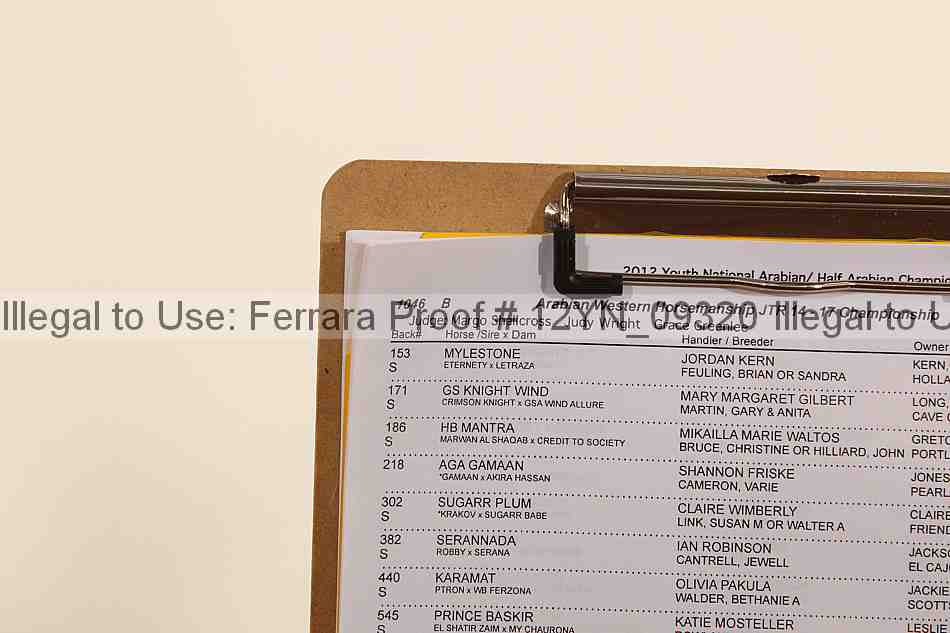 2012 Youth National Arabian/ Half Arabian Champio
1046 B Arabian Western Horsemanship JTR 14 - 17 Championship
Illegal to Use: Ferrara Proof # 12YN_09320 Illegal to U
Judge: Margo Shallcross Judy Wright Grace Greenlee
Back# Horse /Sire x Dam Handler / Breeder Owner
153 MYLESTONE JORDAN KERN KERN,
S ETERNETY x LETRAZA FEULING, BRIAN OR SANDRA HOLLA
171 GS KNIGHT WIND MARY MARGARET GILBERT LONG,
S CRIMSON KNIGHT x GSA WIND ALLURE MARTIN, GARY & ANITA CAVE C
186 HB MANTRA MIKAILLA MARIE WALTOS GRETC
S MARWAN AL SHAQAB x CREDIT TO SOCIETY BRUCE, CHRISTINE OR HILLIARD, JOHN PORTL
218 AGA GAMAAN SHANNON FRISKE JONES
*GAMAAN x AKIRA HASSAN CAMERON, VARIE PEARL
302 SUGARR PLUM CLAIRE WIMBERLY CLAIRE
S *KRAKOV x SUGARR BABE LINK, SUSAN M OR WALTER A FRIEND
382 SERANNADA IAN ROBINSON JACKSO
S ROBBY x SERANA CANTRELL, JEWELL EL CAJO
440 KARAMAT OLIVIA PAKULA JACKIE
S PTRON x WB FERZONA WALDER, BETHANIE A SCOTTS
545 PRINCE BASKIR KATIE MOSTELLER LESLIE
EL SHATIR ZAIM x MY CHAURONA